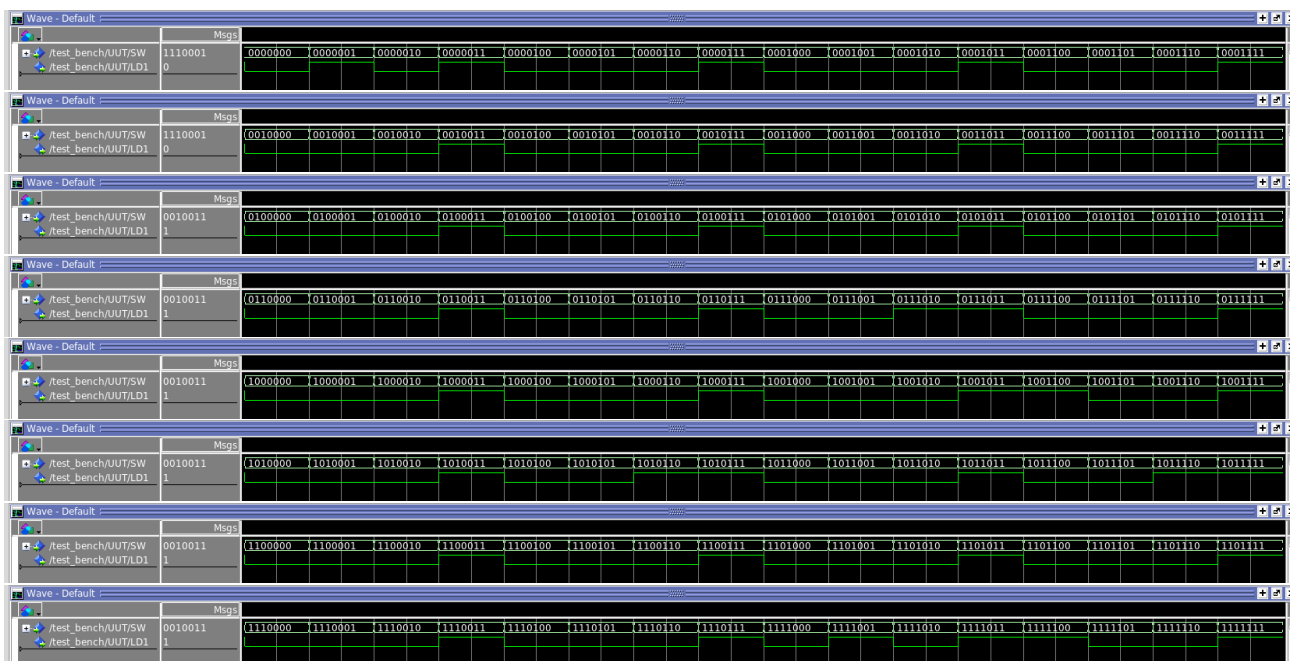 Wave - Default
Msgs
/test_bench/UUT/SW 1110001 0000000 0000001 0000010 0000011 0000100 0000101 0000110 0000111 0001000 0001001 0001010 0001011 0001100 0001101 0001110 0001111
/test_bench/UUT/LD1 0
Wave - Default
Msgs
/test_bench/UUT/SW 1110001 0010000 0010001 0010010 0010011 0010100 0010101 0010110 0010111 0011000 0011001 0011010 0011011 0011100 0011101 0011110 0011111
/test_bench/UUT/LD1 0
Wave - Default
Msgs
/test_bench/UUT/SW 0010011 0100000 0100001 0100010 0100011 0100100 0100101 0100110 0100111 0101000 0101001 0101010 0101011 0101100 0101101 0101110 0101111
/test_bench/UUT/LD1 1
Wave - Default
Msgs
/test_bench/UUT/SW 0010011 0110000 0110001 0110010 0110011 0110100 0110101 0110110 0110111 0111000 0111001 0111010 0111011 0111100 0111101 0111110 0111111
/test_bench/UUT/LD1 1
Wave - Default
Msgs
/test_bench/UUT/SW 0010011 1000000 1000001 1000010 1000011 1000100 1000101 1000110 1000111 1001000 1001001 1001010 1001011 1001100 1001101 1001110 1001111
/test_bench/UUT/LD1 1
Wave - Default
Msgs
/test_bench/UUT/SW 0010011 1010000 1010001 1010010 1010011 1010100 1010101 1010110 1010111 1011000 1011001 1011010 1011011 1011100 1011101 1011110 1011111
/test_bench/UUT/LD1 1
Wave - Default
Msgs
/test_bench/UUT/SW 0010011 1100000 1100001 1100010 1100011 1100100 1100101 1100110 1100111 1101000 1101001 1101010 1101011 1101100 1101101 1101110 1101111
/test_bench/UUT/LD1 1
Wave - Default
Msgs
/test_bench/UUT/SW 0010011 1110000 1110001 1110010 1110011 1110100 1110101 1110110 1110111 1111000 1111001 1111010 1111011 1111100 1111101 1111110 1111111
/test_bench/UUT/LD1 1